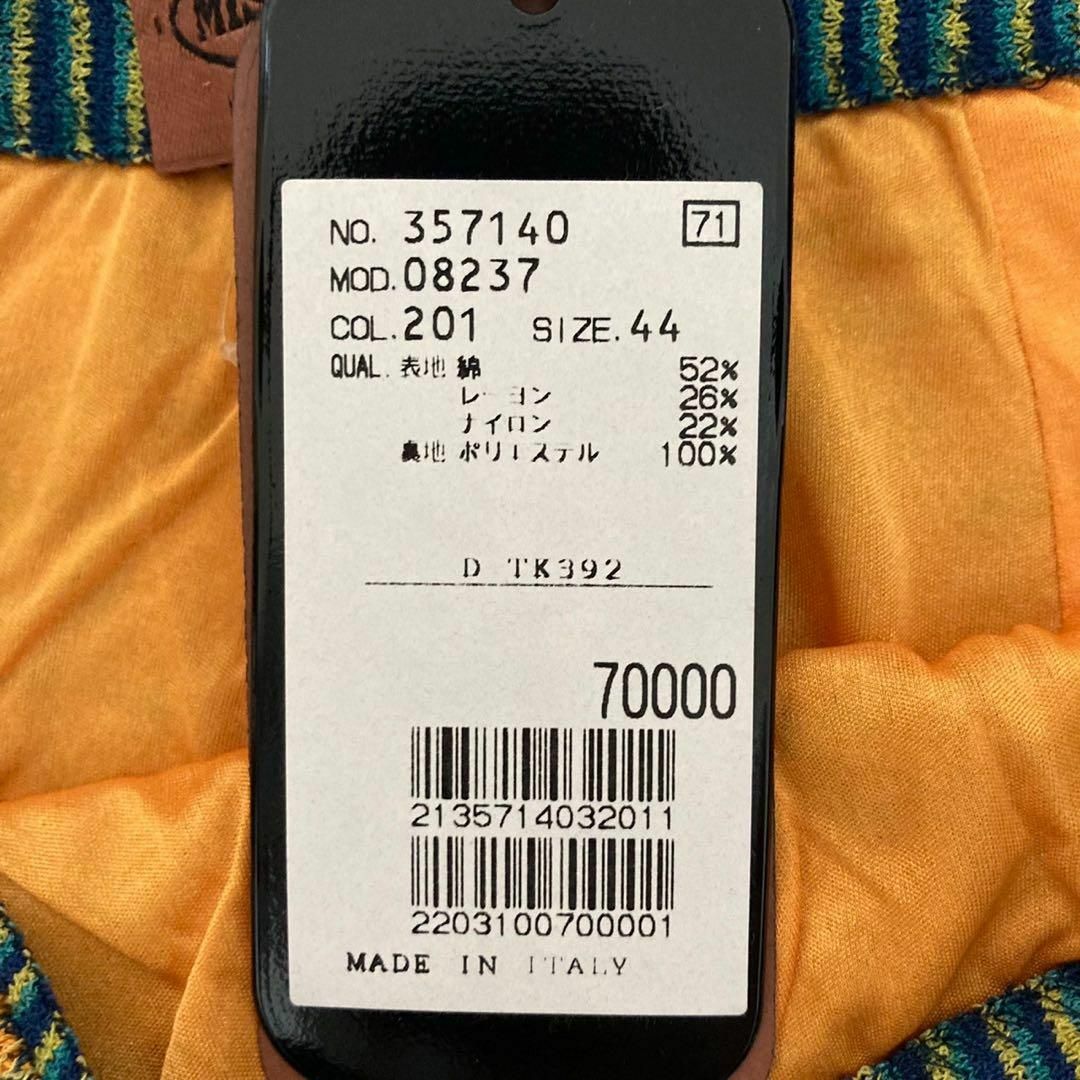 NO. 357140 71
MOD. 08237
COL. 201 SIZE. 44
QUAL. 表地 綿 52%
レーヨン 26%
ナイロン 22%
裏地 ポリエステル 100%
D TK392
70000
2135714032011
2203100700001
MADE IN ITALY